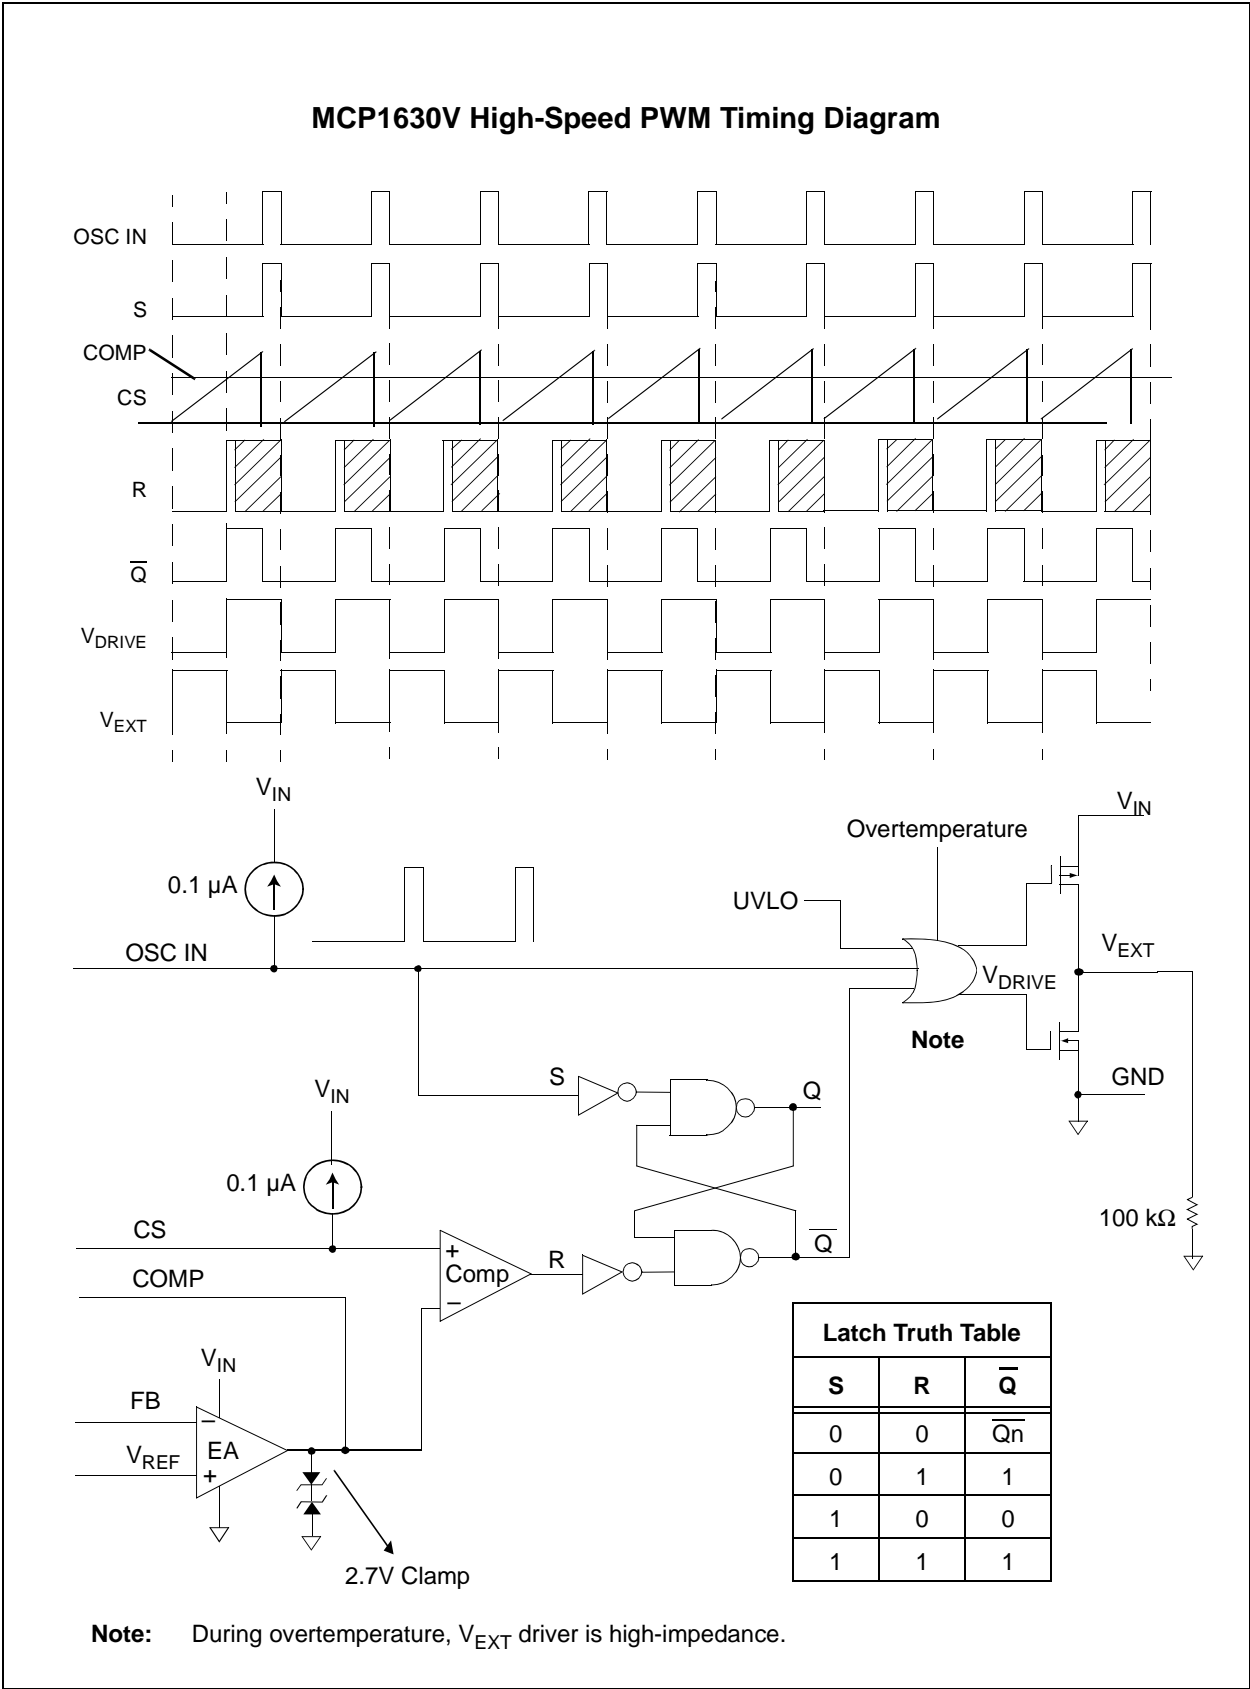 MCP1630V High-Speed PWM Timing Diagram
OSC IN
S
COMP
CS
R
Q̅
VDRIVE
VEXT
VIN
0.1 µA
OSC IN
Overtemperature
UVLO
VIN
VEXT
VDRIVE
Note
GND
S
Q
VIN
0.1 µA
100 kΩ
CS
+
Comp
−
R
Q̅
COMP
VIN
FB
−
EA
VREF
+
2.7V Clamp
Latch Truth Table
S R Q̅
0 0 Q̅n̅
0 1 1
1 0 0
1 1 1
Note: During overtemperature, VEXT driver is high-impedance.